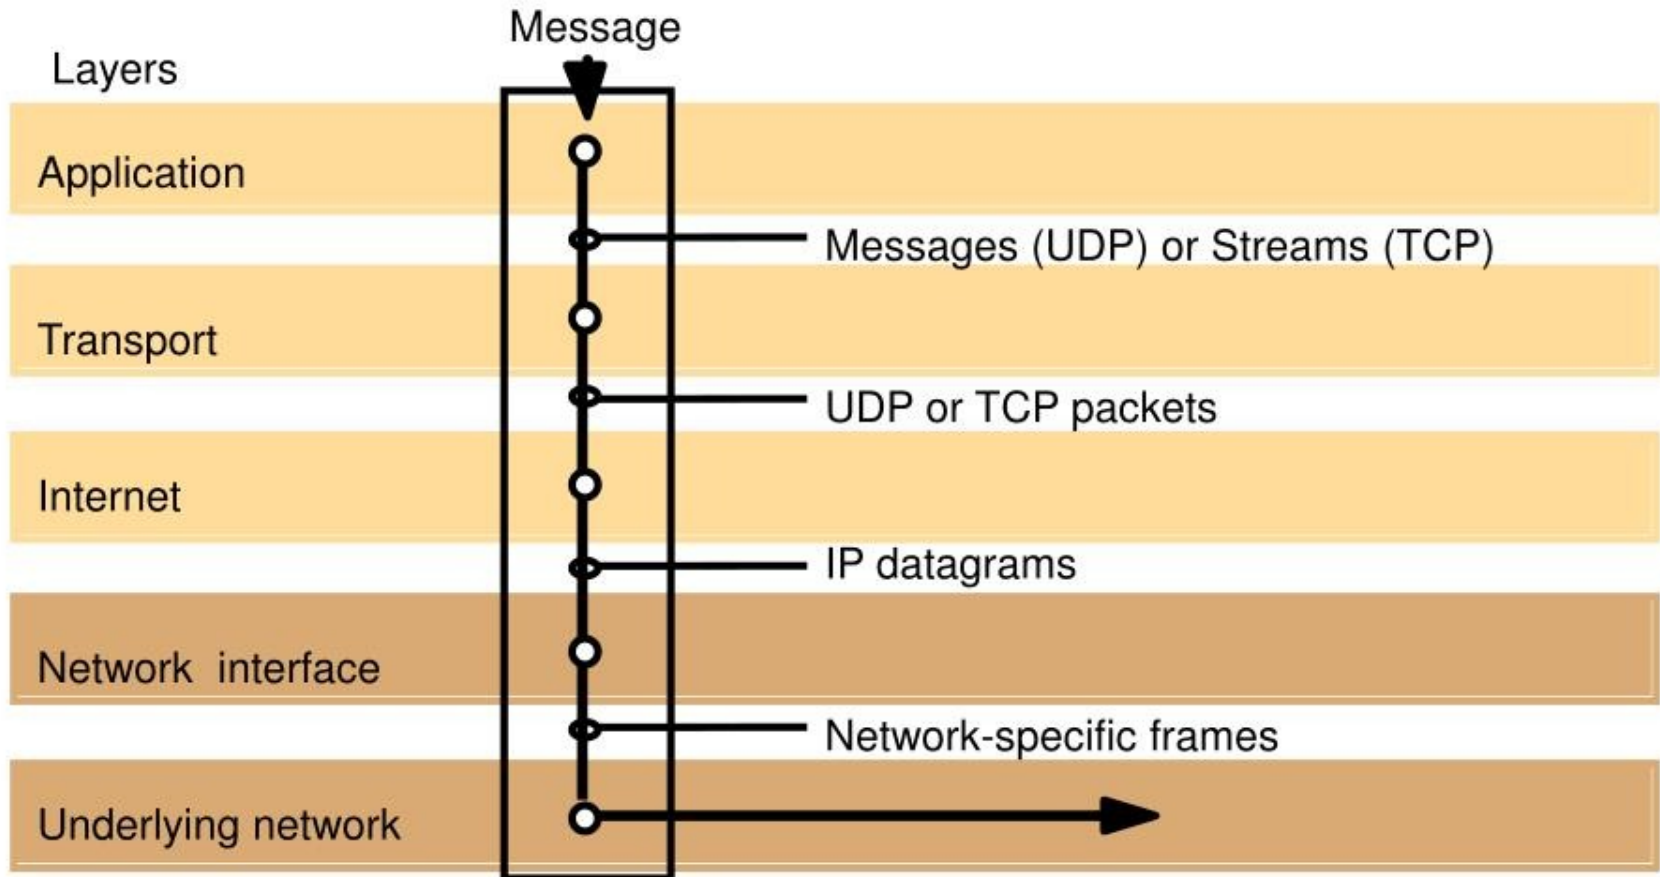 Message
Layers
Application
Messages (UDP) or Streams (TCP)
Transport
UDP or TCP packets
Internet
IP datagrams
Network interface
Network-specific frames
Underlying network